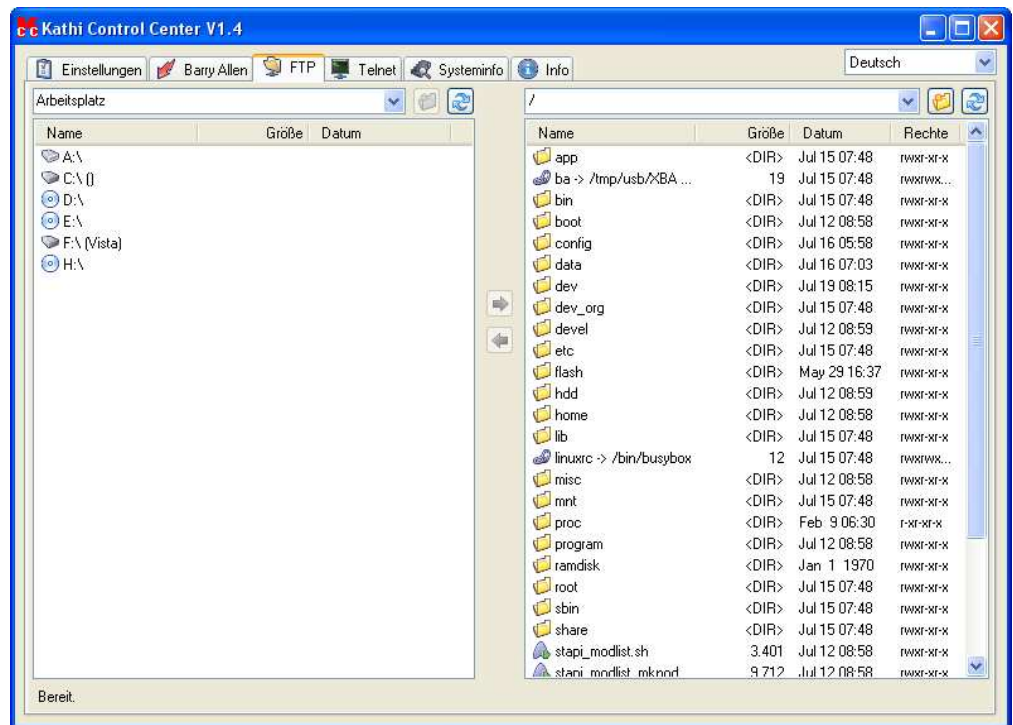 Kathi Control Center V1.4
Einstellungen Barry Allen FTP Telnet Systeminfo Info Deutsch
Arbeitsplatz
Name Größe Datum
A:\
C:\ ()
D:\
E:\
F:\ (Vista)
H:\
/
Name Größe Datum Rechte
app <DIR> Jul 15 07:48 rwxr-xr-x
ba -> /tmp/usb/XBA ... 19 Jul 15 07:48 rwxrwx...
bin <DIR> Jul 15 07:48 rwxr-xr-x
boot <DIR> Jul 12 08:58 rwxr-xr-x
config <DIR> Jul 16 05:58 rwxr-xr-x
data <DIR> Jul 16 07:03 rwxr-xr-x
dev <DIR> Jul 19 08:15 rwxr-xr-x
dev_org <DIR> Jul 15 07:48 rwxr-xr-x
devel <DIR> Jul 12 08:59 rwxr-xr-x
etc <DIR> Jul 15 07:48 rwxr-xr-x
flash <DIR> May 29 16:37 rwxr-xr-x
hdd <DIR> Jul 12 08:59 rwxr-xr-x
home <DIR> Jul 12 08:58 rwxr-xr-x
lib <DIR> Jul 15 07:48 rwxr-xr-x
linuxrc -> /bin/busybox 12 Jul 15 07:48 rwxrwx...
misc <DIR> Jul 12 08:58 rwxr-xr-x
mnt <DIR> Jul 15 07:48 rwxr-xr-x
proc <DIR> Feb 9 06:30 r-xr-xr-x
program <DIR> Jul 12 08:58 rwxr-xr-x
ramdisk <DIR> Jan 1 1970 rwxr-xr-x
root <DIR> Jul 15 07:48 rwxr-xr-x
sbin <DIR> Jul 15 07:48 rwxr-xr-x
share <DIR> Jul 15 07:48 rwxr-xr-x
stapi_modlist.sh 3.401 Jul 12 08:58 rwxr-xr-x
stapi_modlist_mknod 9.712 Jul 12 08:58 rwxr-xr-x
Bereit.